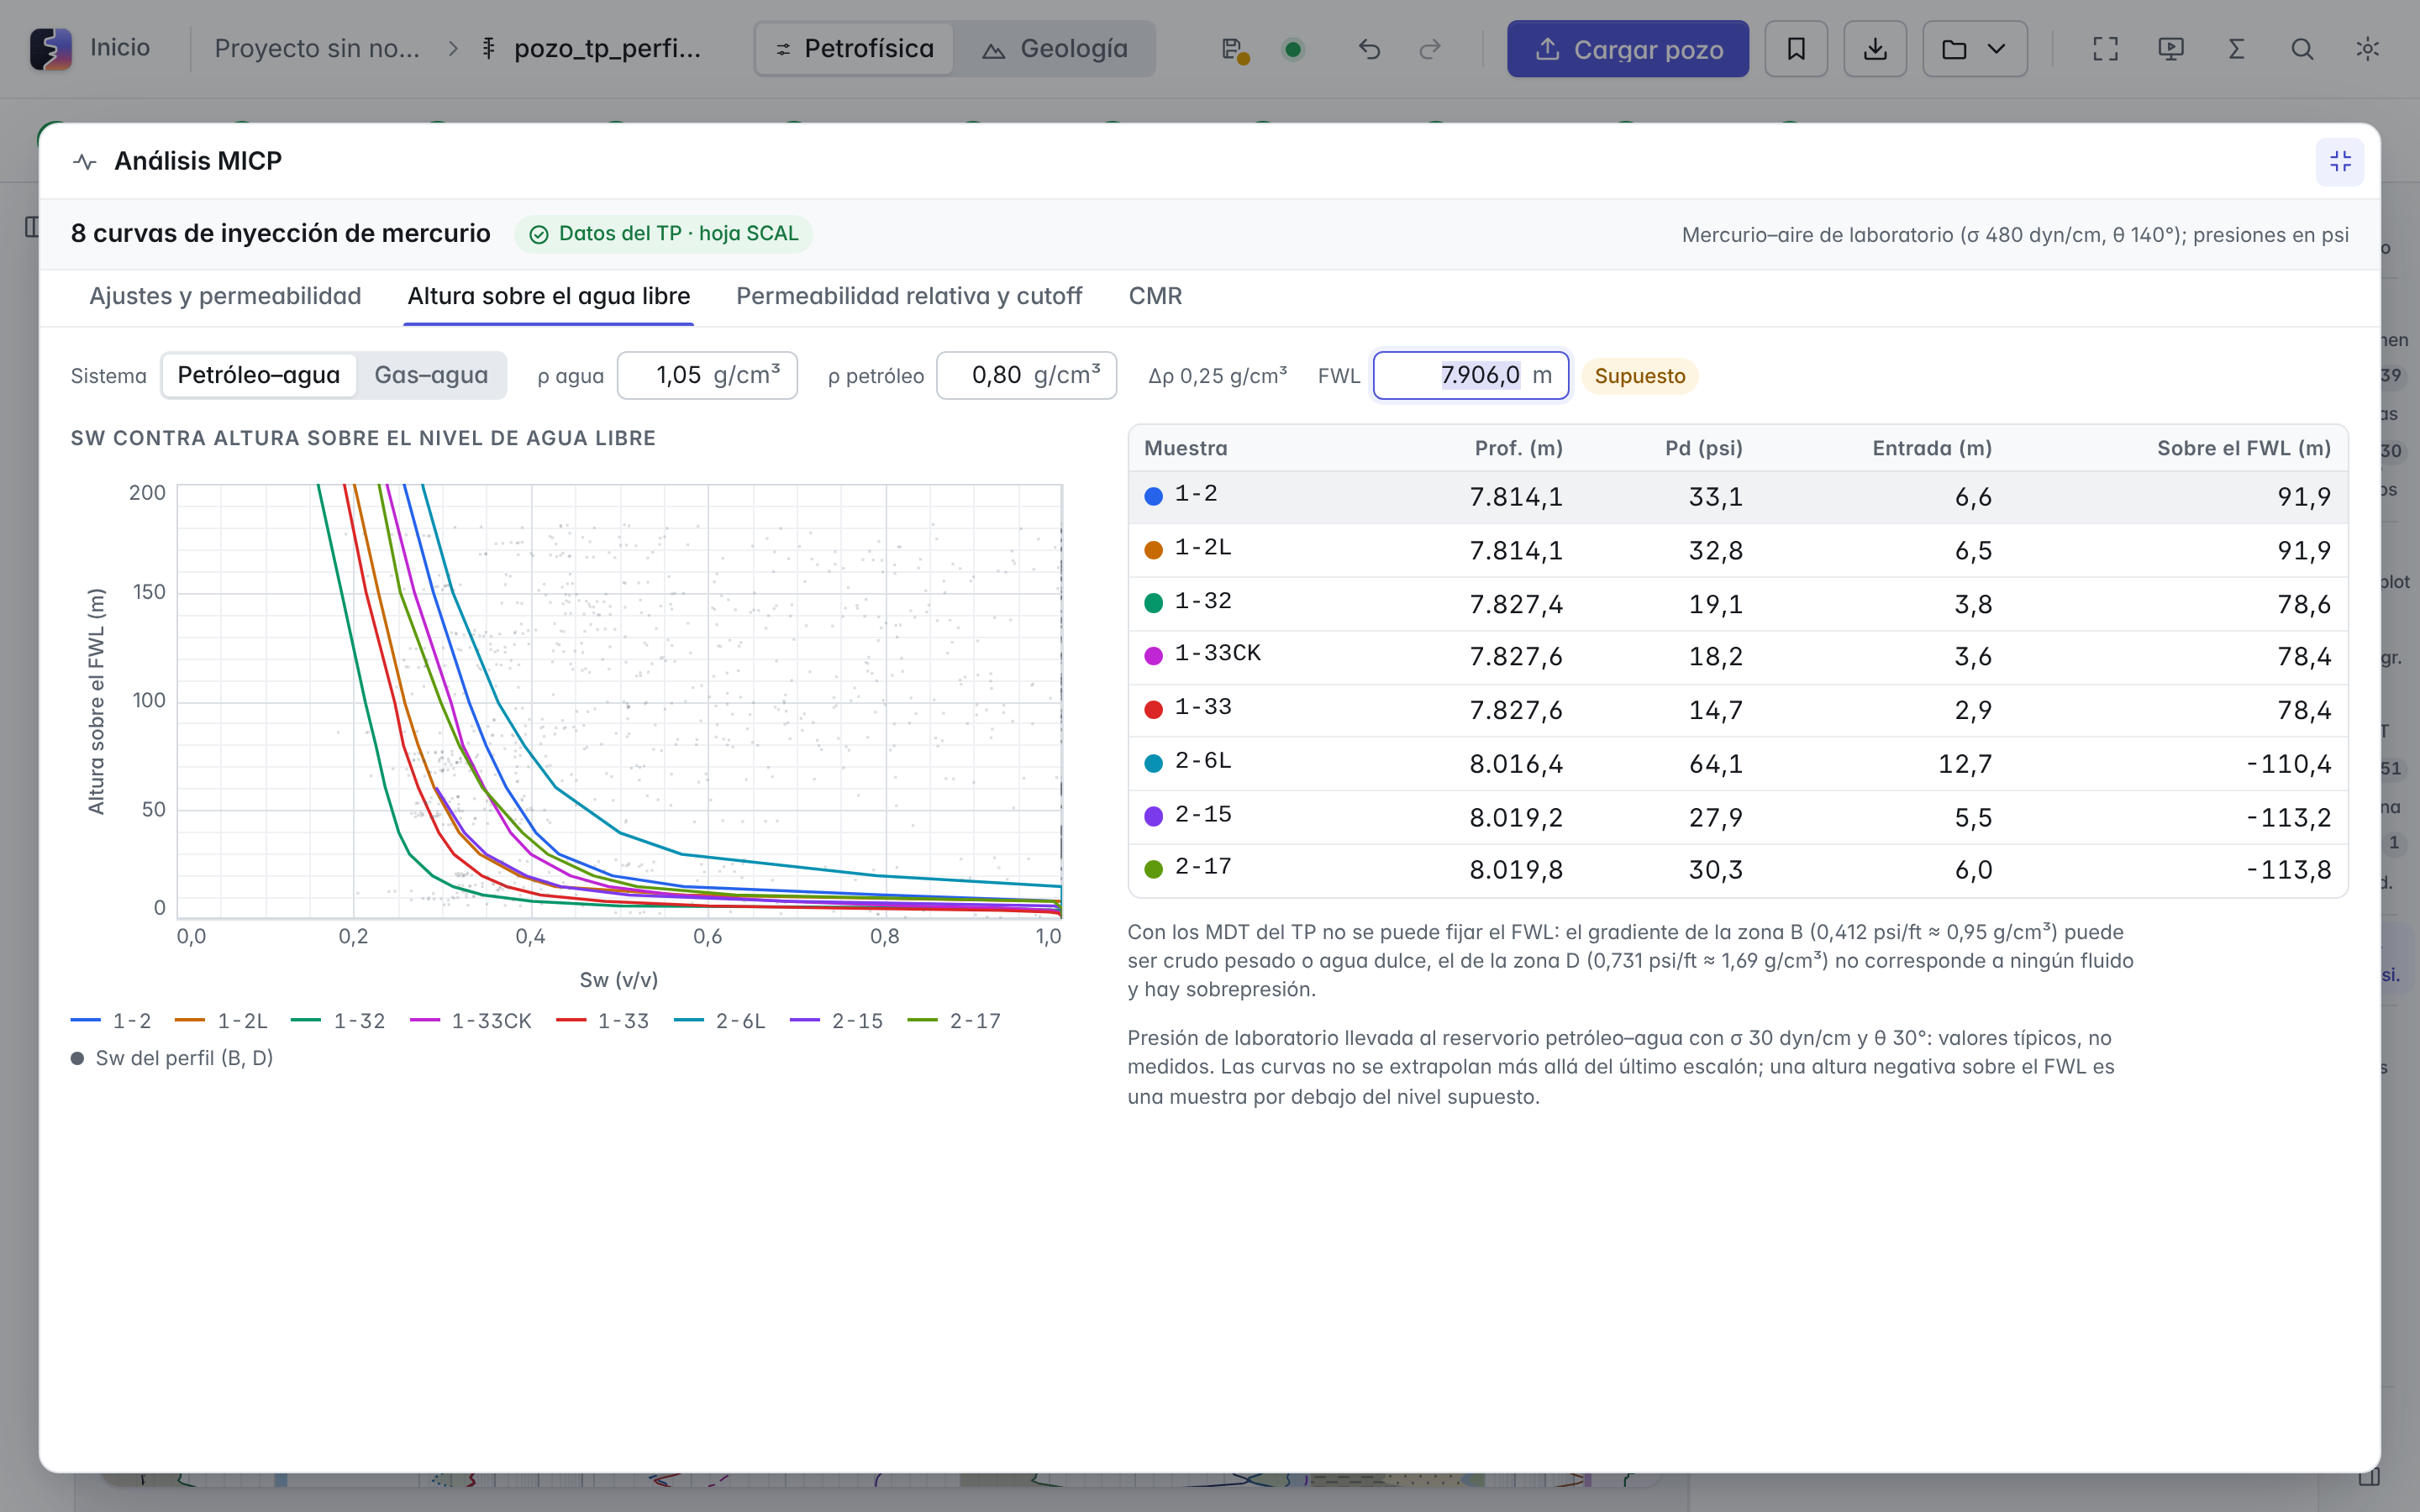 Inicio
Proyecto sin no...
pozo_tp_perfi...
Petrofísica
Geología
Cargar pozo
Análisis MICP
8 curvas de inyección de mercurio
Datos del TP · hoja SCAL
Mercurio–aire de laboratorio (σ 480 dyn/cm, θ 140°); presiones en psi
Ajustes y permeabilidad
Altura sobre el agua libre
Permeabilidad relativa y cutoff
CMR
Sistema Petróleo–agua Gas–agua ρ agua 1,05 g/cm³ ρ petróleo 0,80 g/cm³ Δρ 0,25 g/cm³ FWL 7.906,0 m Supuesto
SW CONTRA ALTURA SOBRE EL NIVEL DE AGUA LIBRE
Altura sobre el FWL (m)
200
150
100
50
0
0,0 0,2 0,4 0,6 0,8 1,0
Sw (v/v)
1-2 1-2L 1-32 1-33CK 1-33 2-6L 2-15 2-17
Sw del perfil (B, D)
Muestra Prof. (m) Pd (psi) Entrada (m) Sobre el FWL (m)
1-2 7.814,1 33,1 6,6 91,9
1-2L 7.814,1 32,8 6,5 91,9
1-32 7.827,4 19,1 3,8 78,6
1-33CK 7.827,6 18,2 3,6 78,4
1-33 7.827,6 14,7 2,9 78,4
2-6L 8.016,4 64,1 12,7 -110,4
2-15 8.019,2 27,9 5,5 -113,2
2-17 8.019,8 30,3 6,0 -113,8
Con los MDT del TP no se puede fijar el FWL: el gradiente de la zona B (0,412 psi/ft ≈ 0,95 g/cm³) puede
ser crudo pesado o agua dulce, el de la zona D (0,731 psi/ft ≈ 1,69 g/cm³) no corresponde a ningún fluido
y hay sobrepresión.
Presión de laboratorio llevada al reservorio petróleo–agua con σ 30 dyn/cm y θ 30°: valores típicos, no
medidos. Las curvas no se extrapolan más allá del último escalón; una altura negativa sobre el FWL es
una muestra por debajo del nivel supuesto.